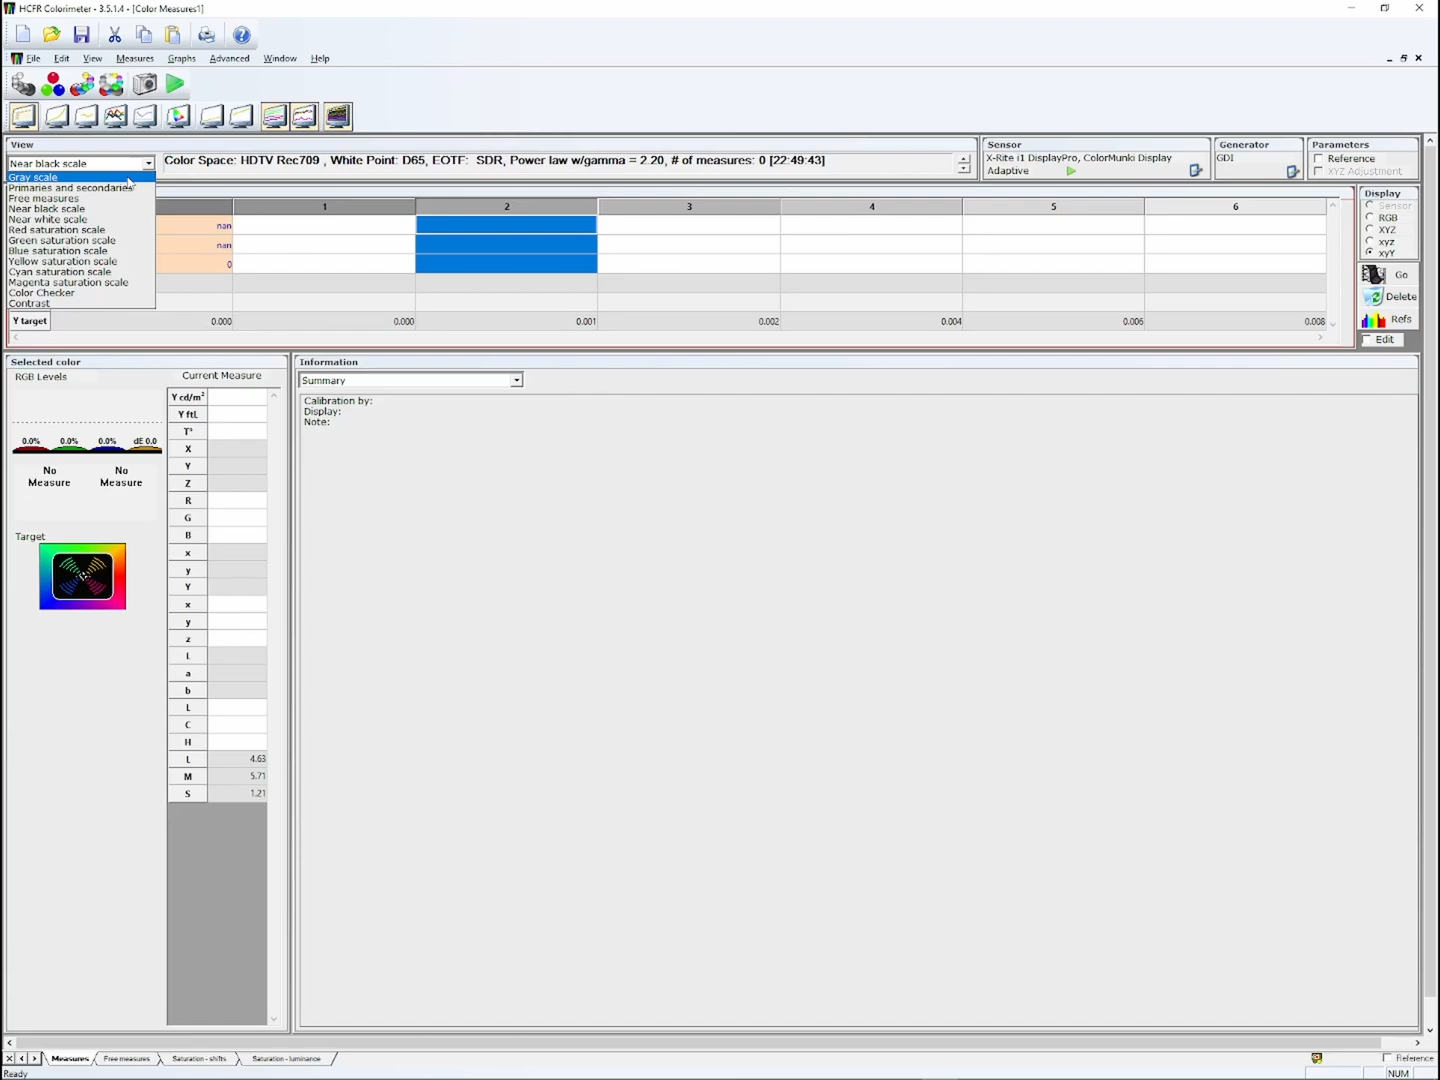 HCFR Colorimeter - 3.5.1.4 - [Color Measures1]
File Edit View Measures Graphs Advanced Window Help
View
Near black scale
Color Space: HDTV Rec709 , White Point: D65, EOTF: SDR, Power law w/gamma = 2.20, # of measures: 0 [22:49:43]
Sensor
X-Rite i1 DisplayPro, ColorMunki Display
Adaptive
Generator
GDI
Parameters
Reference
XYZ Adjustment
Gray scale
Primaries and secondaries
Free measures
Near black scale
Near white scale
Red saturation scale
Green saturation scale
Blue saturation scale
Yellow saturation scale
Cyan saturation scale
Magenta saturation scale
Color Checker
Contrast
1 2 3 4 5 6
nan
nan
0
Y target 0.000 0.000 0.001 0.002 0.004 0.006 0.008
Display
Sensor
RGB
XYZ
xyz
xyY
Go
Delete
Refs
Edit
Selected color
RGB Levels
0.0% 0.0% 0.0% dE 0.0
No Measure
No Measure
Target
Current Measure
Y cd/m²
Y ftL
T°
X
Y
Z
R
G
B
x
y
Y
x
y
z
L
a
b
L
C
H
L 4.63
M 5.71
S 1.21
Information
Summary
Calibration by:
Display:
Note:
Measures Free measures Saturation - shifts Saturation - luminance
Reference
Ready
NUM